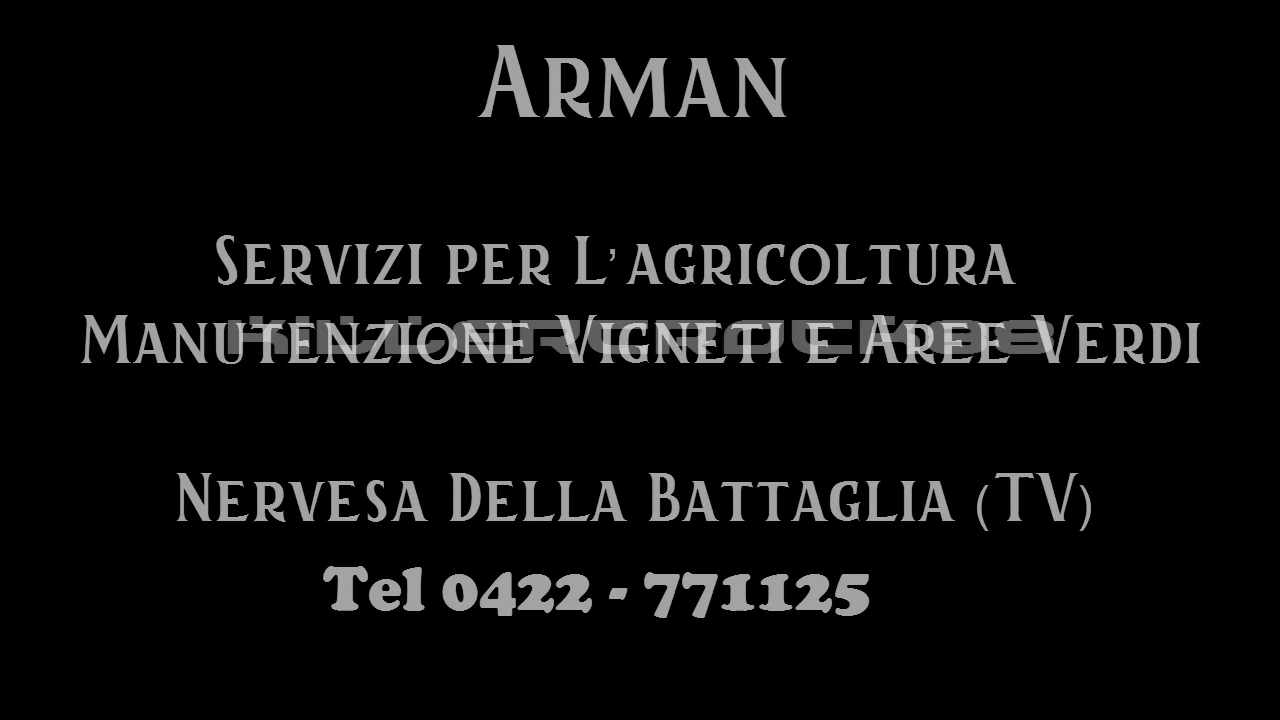 Arman
Servizi per L'agricoltura
Manutenzione Vigneti e Aree Verdi
Nervesa Della Battaglia (TV)
Tel 0422 - 771125